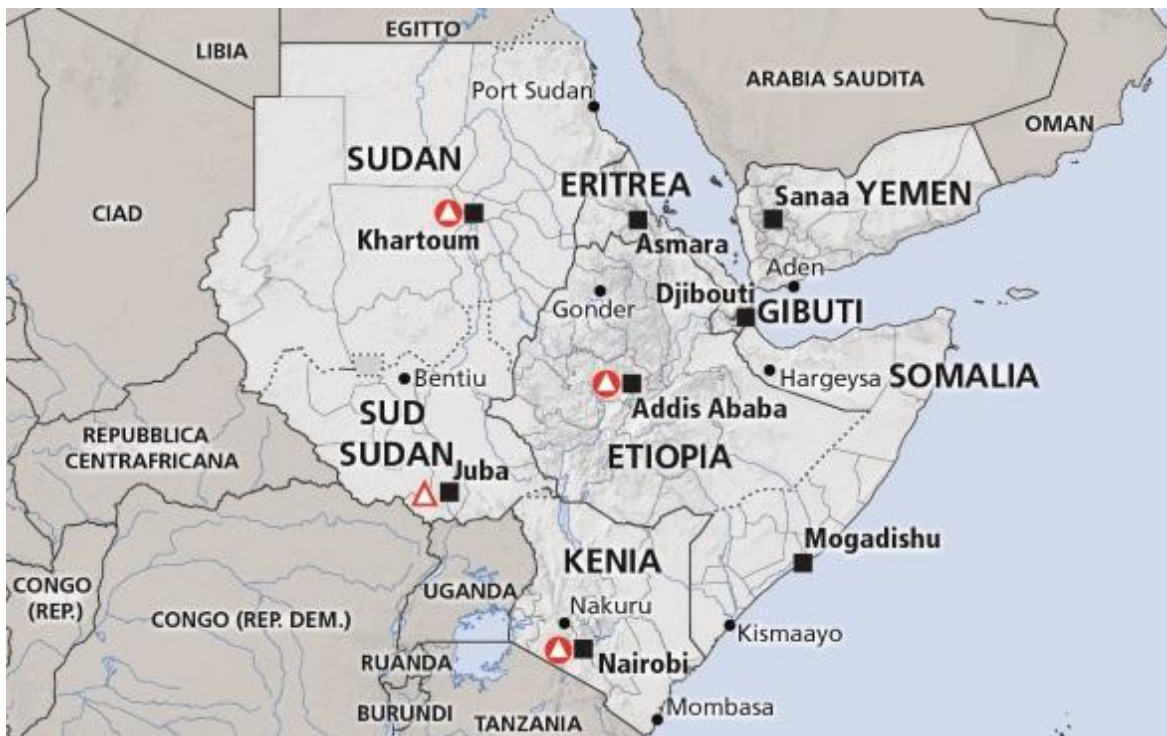 EGITTO
LIBIA
Port Sudan
ARABIA SAUDITA
OMAN
SUDAN
ERITREA
Sanaa
YEMEN
CIAD
Khartoum
Asmara
Aden
Gonder
Djibouti
GIBUTI
Bentiu
Hargeysa
SOMALIA
SUD
SUDAN
Addis Ababa
REPUBBLICA
CENTRAFRICANA
ETIOPIA
Juba
Mogadishu
KENIA
CONGO
(REP.)
CONGO (REP. DEM.)
UGANDA
Nakuru
Kismaayo
RUANDA
Nairobi
BURUNDI
TANZANIA
Mombasa